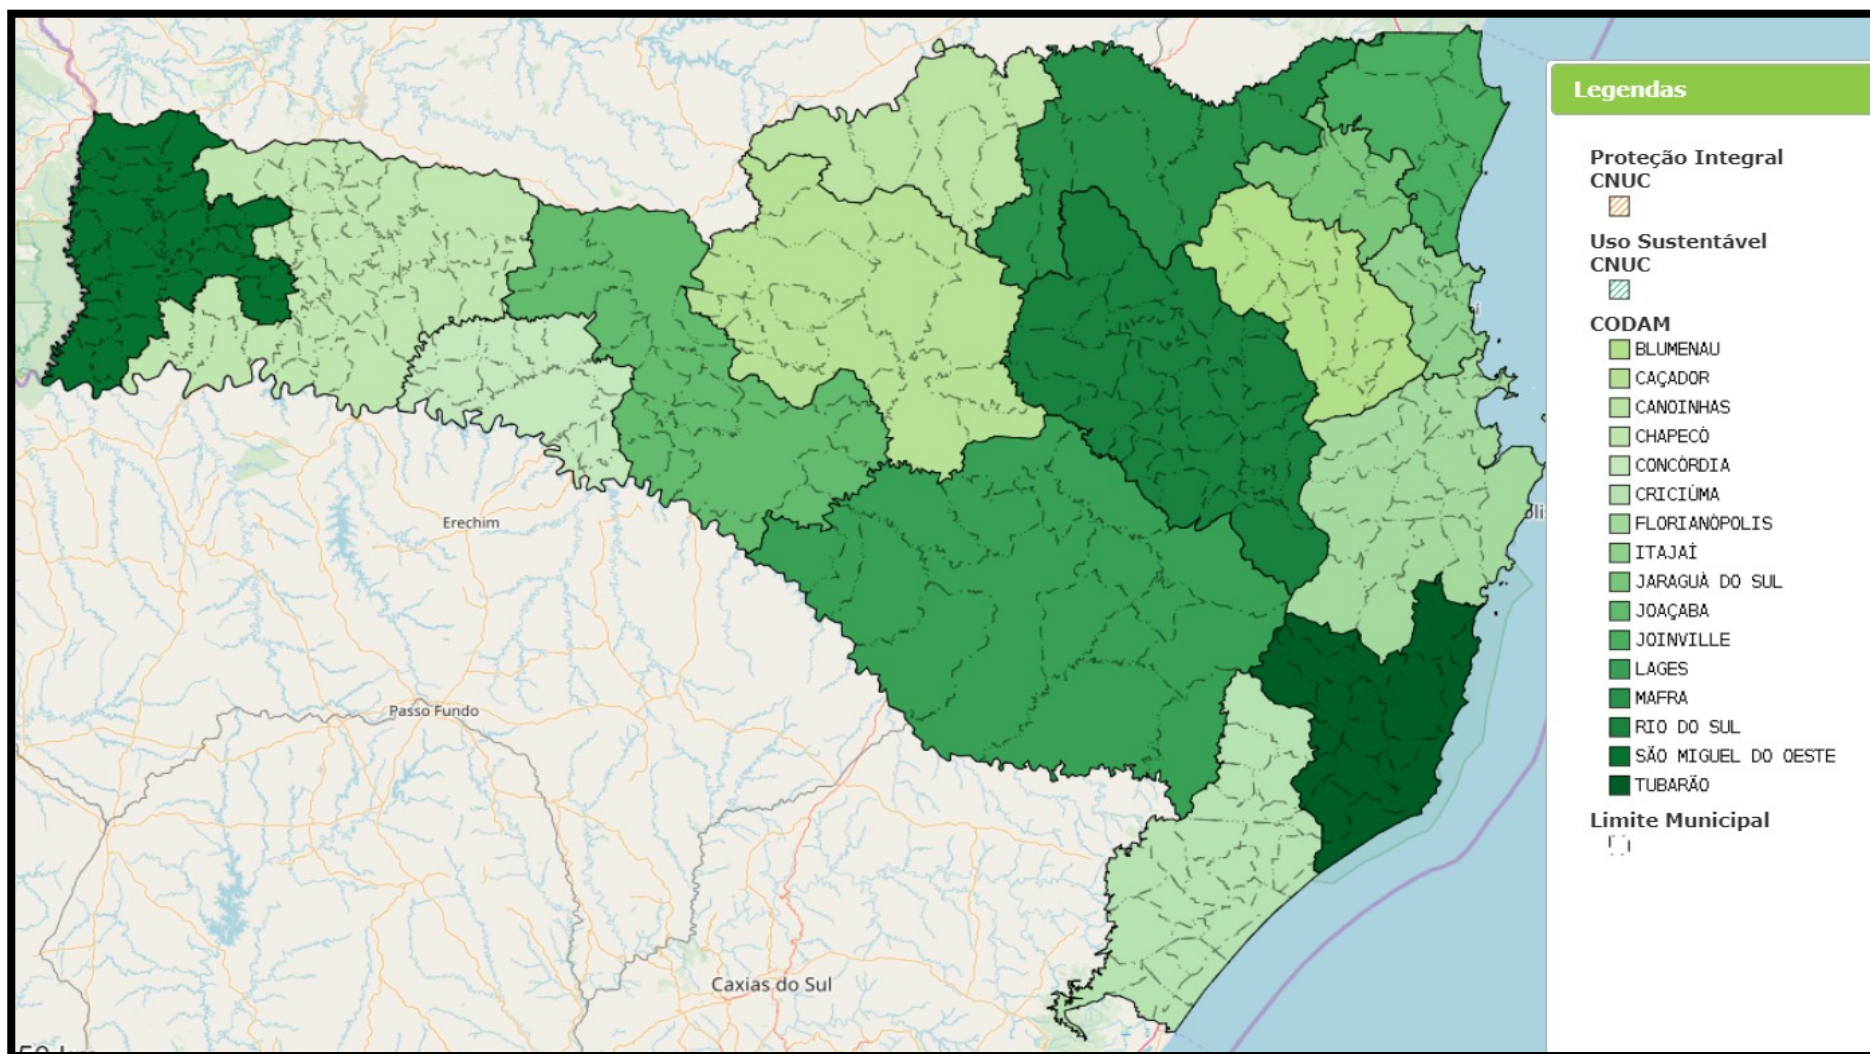 Legendas
Proteção Integral
CNUC
Uso Sustentável
CNUC
CODAM
BLUMENAU
CAÇADOR
CANOINHAS
CHAPECÓ
CONCÓRDIA
CRICIÚMA
FLORIANÓPOLIS
ITAJAÍ
JARAGUÁ DO SUL
JOAÇABA
JOINVILLE
LAGES
MAFRA
RIO DO SUL
SÃO MIGUEL DO OESTE
TUBARÃO
Limite Municipal
Erechim
Passo Fundo
Caxias do Sul